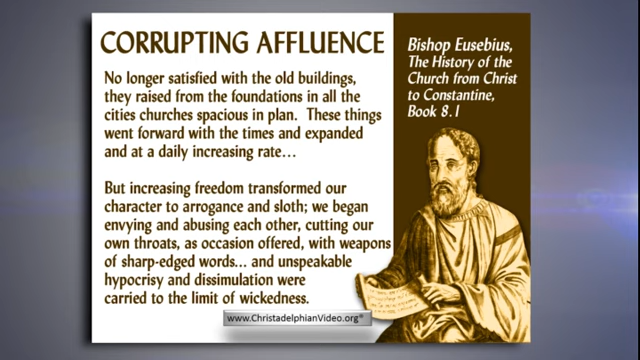 CORRUPTING AFFLUENCE
No longer satisfied with the old buildings,
they raised from the foundations in all the
cities churches spacious in plan. These things
went forward with the times and expanded
and at a daily increasing rate...
But increasing freedom transformed our
character to arrogance and sloth; we began
envying and abusing each other, cutting our
own throats, as occasion offered, with weapons
of sharp-edged words... and unspeakable
hypocrisy and dissimulation were
carried to the limit of wickedness.
Bishop Eusebius,
The History of the
Church from Christ
to Constantine,
Book 8.1
www.ChristadelphianVideo.org®